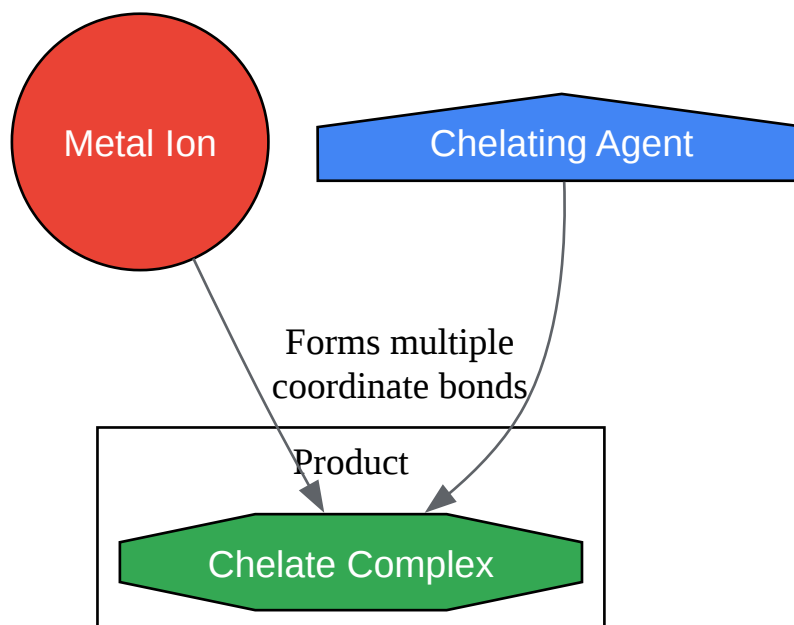 Metal Ion
Chelating Agent
Forms multiple
coordinate bonds
Product
Chelate Complex